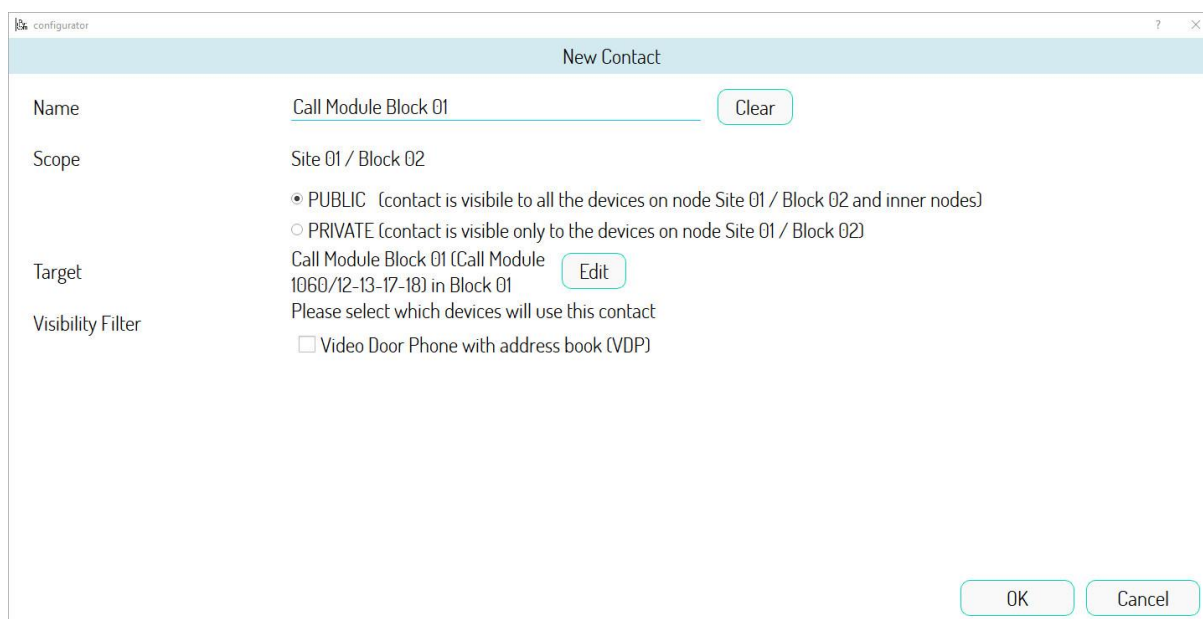 configurator
?
New Contact
Name
Call Module Block 01
Clear
Scope
Site 01 / Block 02
PUBLIC (contact is visibile to all the devices on node Site 01 / Block 02 and inner nodes)
PRIVATE (contact is visible only to the devices on node Site 01 / Block 02)
Target
Call Module Block 01 (Call Module
1060/12-13-17-18) in Block 01
Edit
Visibility Filter
Please select which devices will use this contact
Video Door Phone with address book (VDP)
OK
Cancel